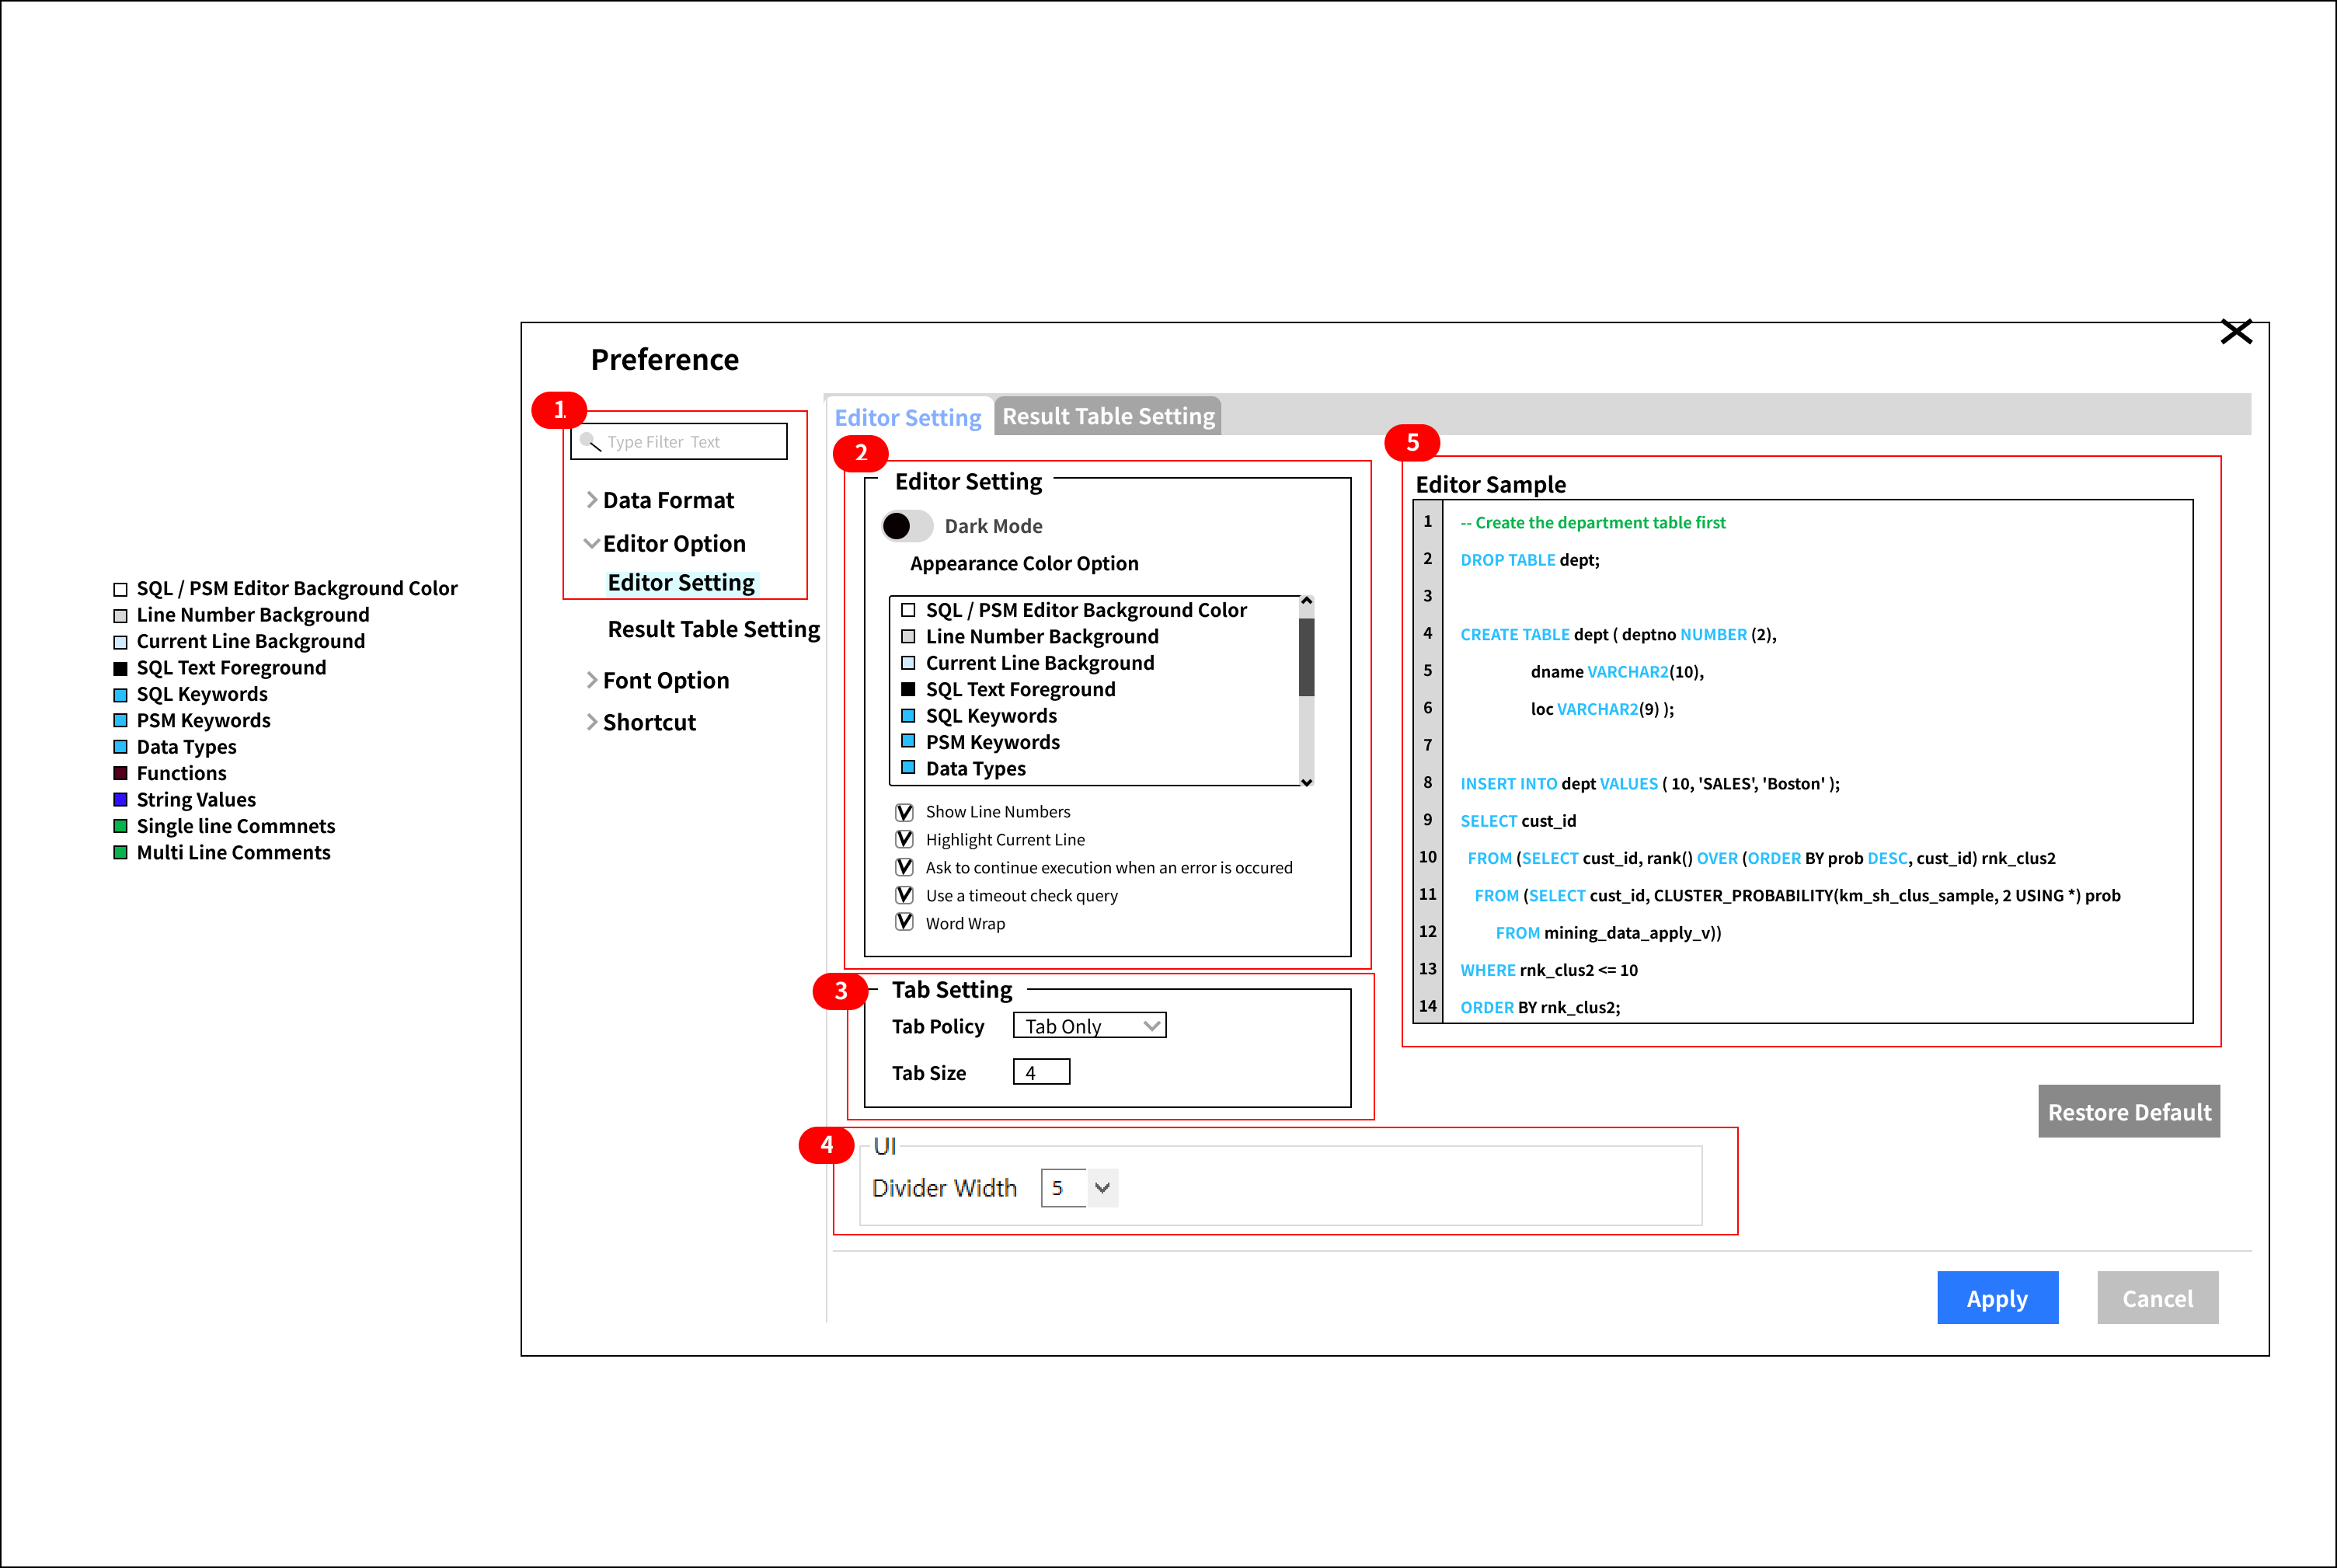 SQL / PSM Editor Background Color
Line Number Background
Current Line Background
SQL Text Foreground
SQL Keywords
PSM Keywords
Data Types
Functions
String Values
Single line Commnets
Multi Line Comments
Preference
1
Type Filter Text
Data Format
Editor Option
Editor Setting
Result Table Setting
Font Option
Shortcut
Editor Setting
Result Table Setting
2
Editor Setting
Dark Mode
Appearance Color Option
SQL / PSM Editor Background Color
Line Number Background
Current Line Background
SQL Text Foreground
SQL Keywords
PSM Keywords
Data Types
Show Line Numbers
Highlight Current Line
Ask to continue execution when an error is occured
Use a timeout check query
Word Wrap
3
Tab Setting
Tab Policy Tab Only
Tab Size 4
4
UI
Divider Width 5
5
Editor Sample
1 -- Create the department table first
2 DROP TABLE dept;
3
4 CREATE TABLE dept ( deptno NUMBER (2),
5 dname VARCHAR2(10),
6 loc VARCHAR2(9) );
7
8 INSERT INTO dept VALUES ( 10, 'SALES', 'Boston' );
9 SELECT cust_id
10 FROM (SELECT cust_id, rank() OVER (ORDER BY prob DESC, cust_id) rnk_clus2
11 FROM (SELECT cust_id, CLUSTER_PROBABILITY(km_sh_clus_sample, 2 USING *) prob
12 FROM mining_data_apply_v))
13 WHERE rnk_clus2 <= 10
14 ORDER BY rnk_clus2;
Restore Default
Apply
Cancel